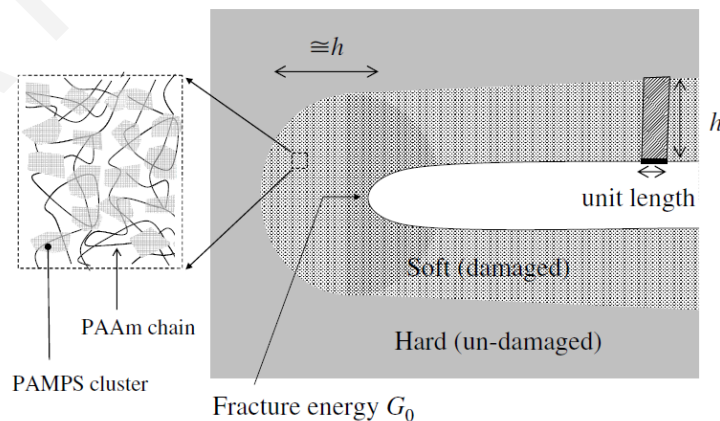 ≅h
h
unit length
Soft (damaged)
PAAm chain
Hard (un-damaged)
PAMPS cluster
Fracture energy G₀